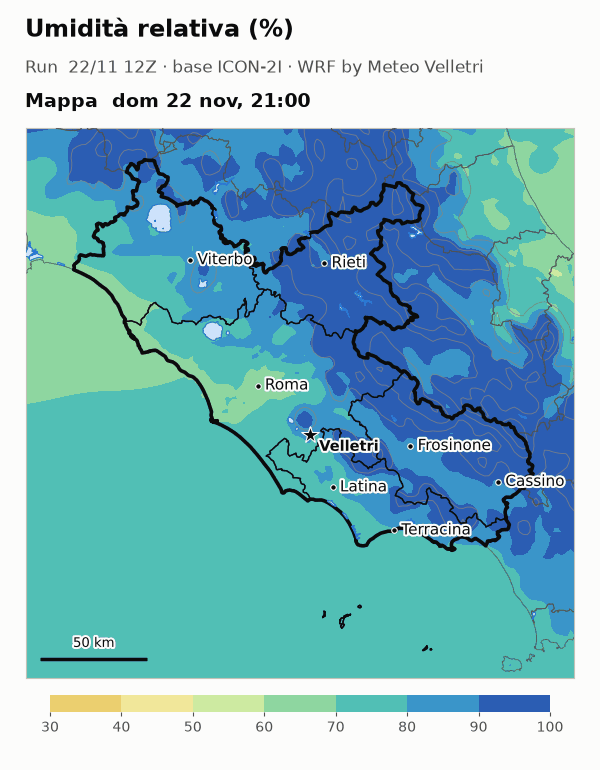 Umidità relativa (%)
Run 22/11 12Z · base ICON-2I · WRF by Meteo Velletri
Mappa dom 22 nov, 21:00
Viterbo
Rieti
Roma
Velletri
Frosinone
Cassino
Latina
Terracina
50 km
30 40 50 60 70 80 90 100